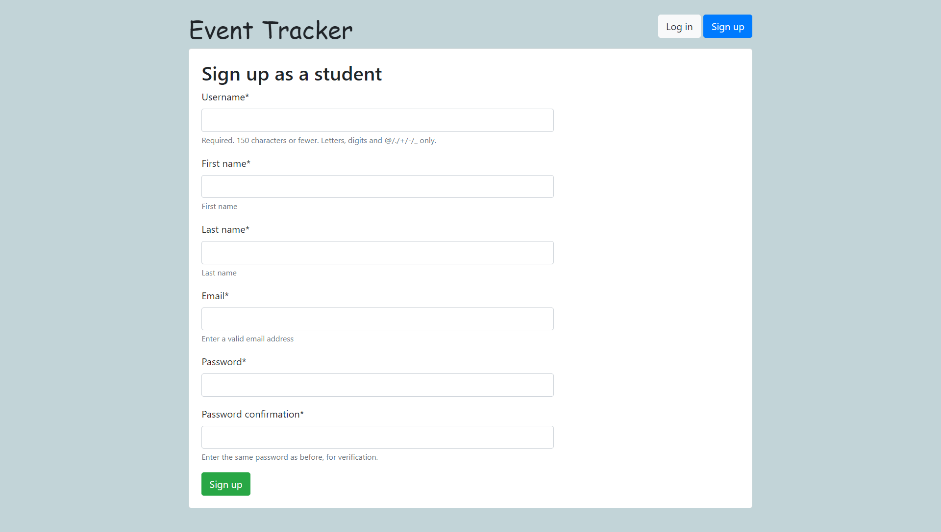 Event Tracker
Log in
Sign up
Sign up as a student
Username*
Required. 150 characters or fewer. Letters, digits and @/./+/-/_ only.
First name*
First name
Last name*
Last name
Email*
Enter a valid email address
Password*
Password confirmation*
Enter the same password as before, for verification.
Sign up